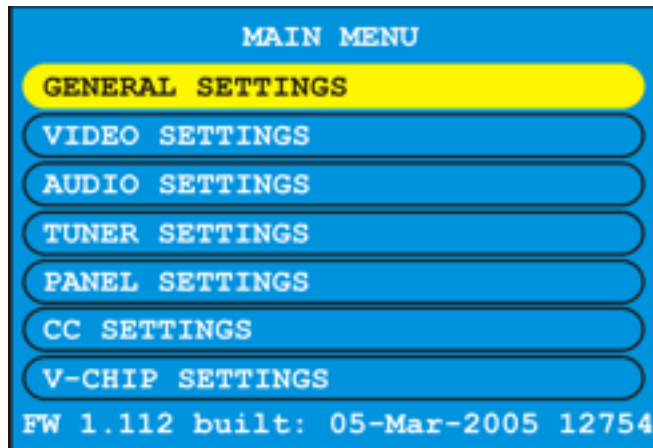 MAIN MENU
GENERAL SETTINGS
VIDEO SETTINGS
AUDIO SETTINGS
TUNER SETTINGS
PANEL SETTINGS
CC SETTINGS
V-CHIP SETTINGS
FW 1.112 built: 05-Mar-2005 12754